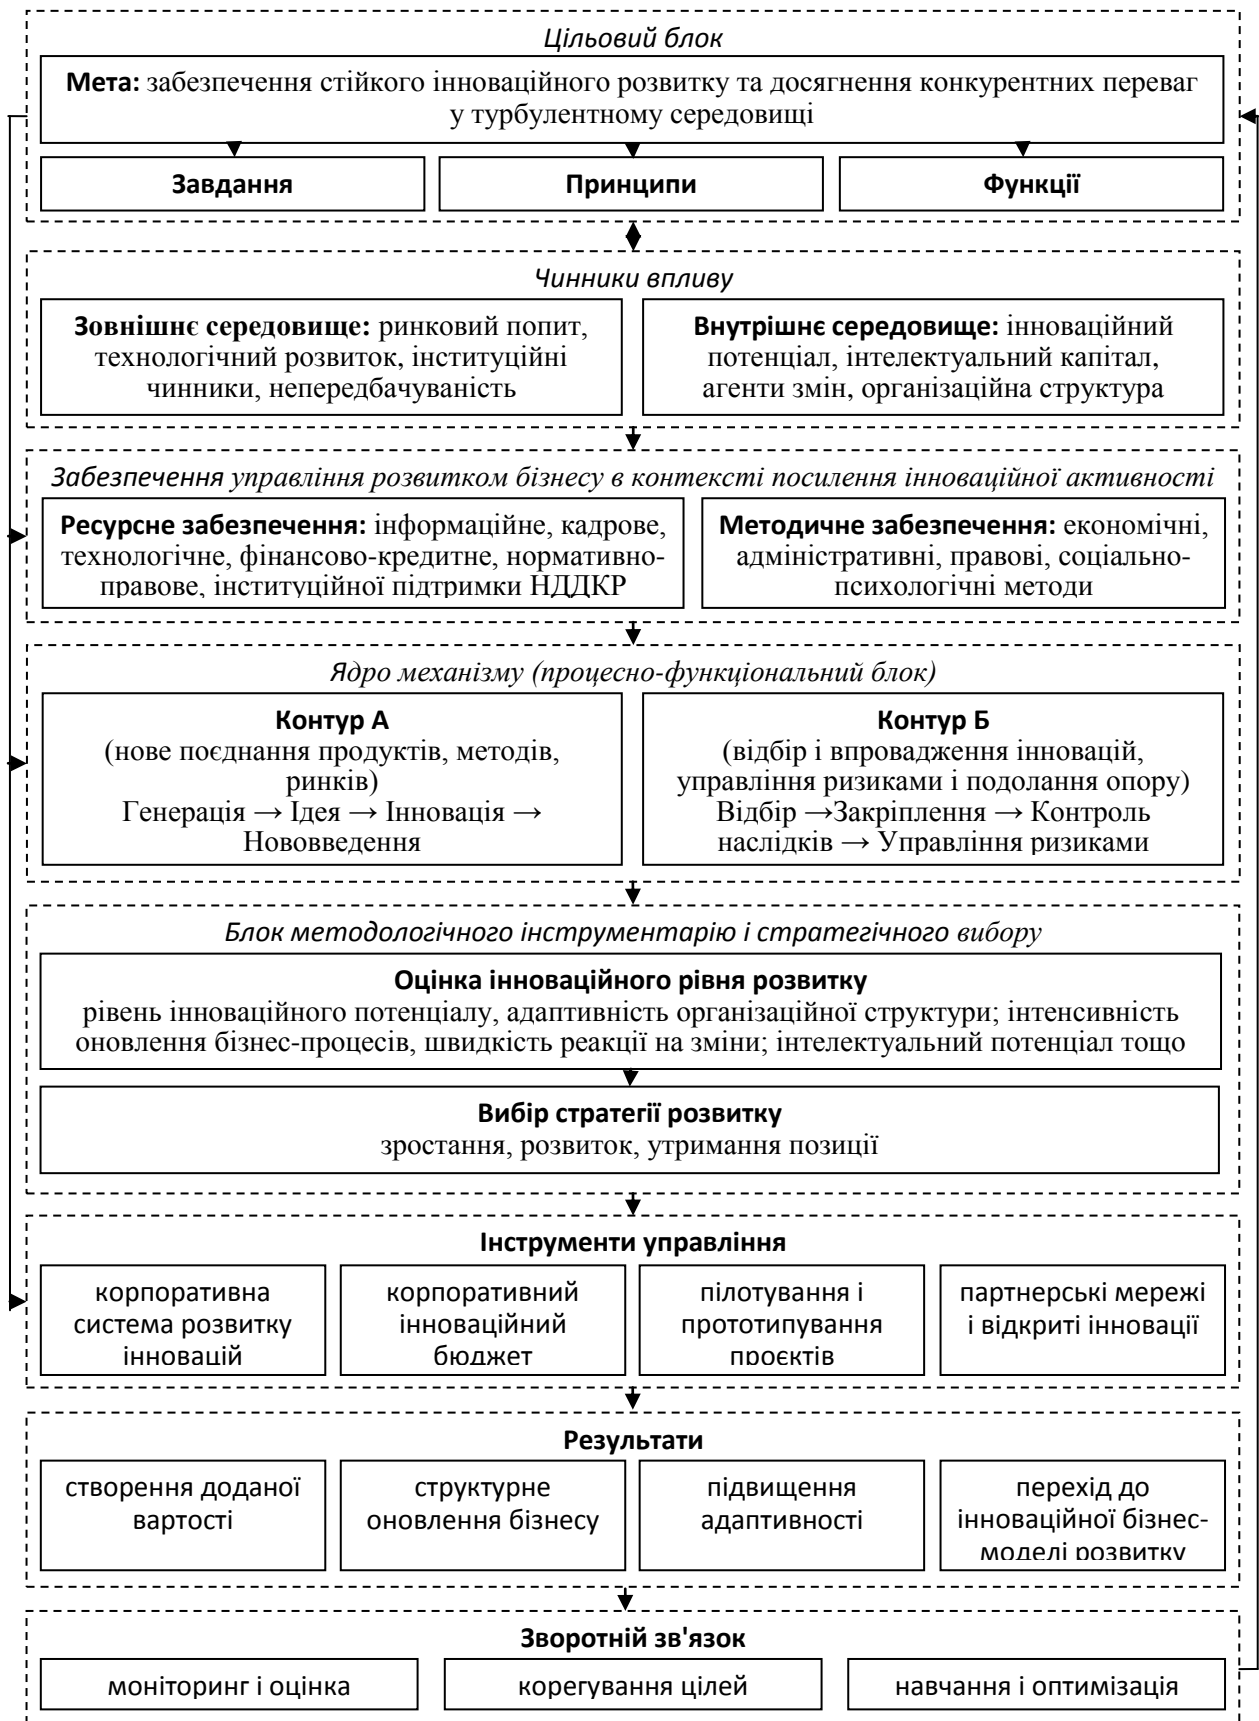 Цільовий блок
Мета: забезпечення стійкого інноваційного розвитку та досягнення конкурентних переваг
у турбулентному середовищі
Завдання
Принципи
Функції
Чинники впливу
Зовнішнє середовище: ринковий попит,
технологічний розвиток, інституційні
чинники, непередбачуваність
Внутрішнє середовище: інноваційний
потенціал, інтелектуальний капітал,
агенти змін, організаційна структура
Забезпечення управління розвитком бізнесу в контексті посилення інноваційної активності
Ресурсне забезпечення: інформаційне, кадрове,
технологічне, фінансово-кредитне, нормативно-
правове, інституційної підтримки НДДКР
Методичне забезпечення: економічні,
адміністративні, правові, соціально-
психологічні методи
Ядро механізму (процесно-функціональний блок)
Контур А
(нове поєднання продуктів, методів,
ринків)
Генерація → Ідея → Інновація →
Нововведення
Контур Б
(відбір і впровадження інновацій,
управління ризиками і подолання опору)
Відбір →Закріплення → Контроль
наслідків → Управління ризиками
Блок методологічного інструментарію і стратегічного вибору
Оцінка інноваційного рівня розвитку
рівень інноваційного потенціалу, адаптивність організаційної структури; інтенсивність
оновлення бізнес-процесів, швидкість реакції на зміни; інтелектуальний потенціал тощо
Вибір стратегії розвитку
зростання, розвиток, утримання позиції
Інструменти управління
корпоративна
система розвитку
інновацій
корпоративний
інноваційний
бюджет
пілотування і
прототипування
проєктів
партнерські мережі
і відкриті інновації
Результати
створення доданої
вартості
структурне
оновлення бізнесу
підвищення
адаптивності
перехід до
інноваційної бізнес-
моделі розвитку
Зворотній зв'язок
моніторинг і оцінка
корегування цілей
навчання і оптимізація